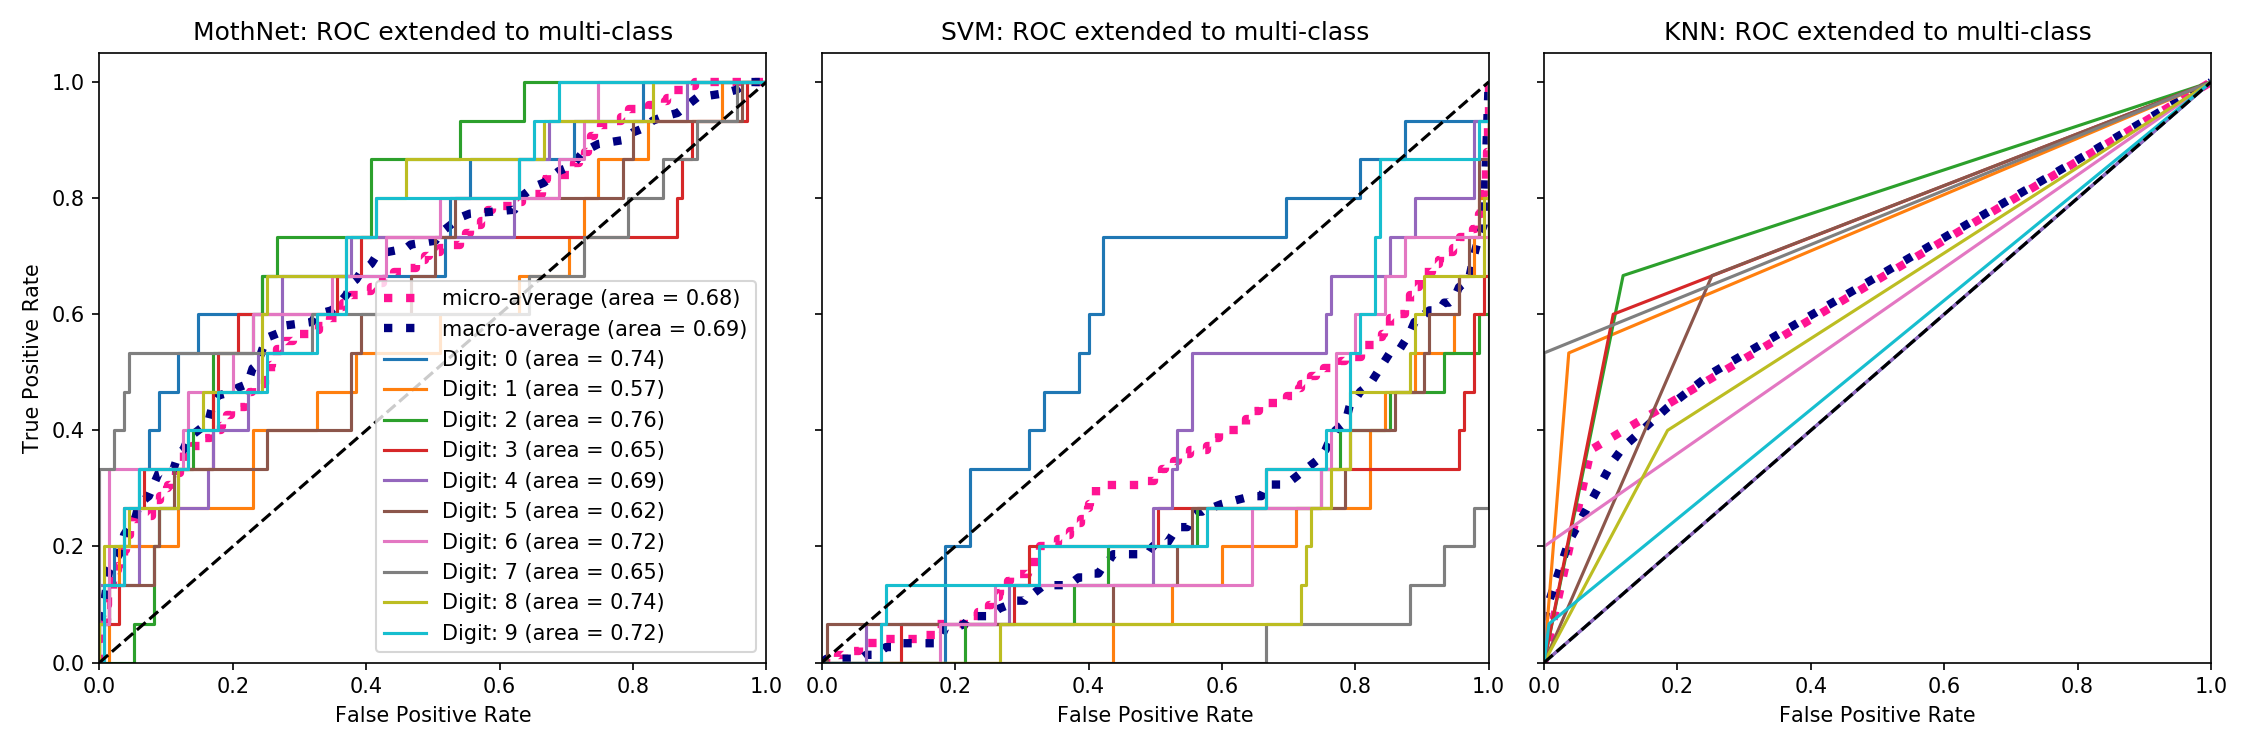 MothNet: ROC extended to multi-class
SVM: ROC extended to multi-class
KNN: ROC extended to multi-class
True Positive Rate
1.0
0.8
0.6
0.4
0.2
0.0
micro-average (area = 0.68)
macro-average (area = 0.69)
Digit: 0 (area = 0.74)
Digit: 1 (area = 0.57)
Digit: 2 (area = 0.76)
Digit: 3 (area = 0.65)
Digit: 4 (area = 0.69)
Digit: 5 (area = 0.62)
Digit: 6 (area = 0.72)
Digit: 7 (area = 0.65)
Digit: 8 (area = 0.74)
Digit: 9 (area = 0.72)
0.0 0.2 0.4 0.6 0.8 1.0
0.0 0.2 0.4 0.6 0.8 1.0
0.0 0.2 0.4 0.6 0.8 1.0
False Positive Rate
False Positive Rate
False Positive Rate